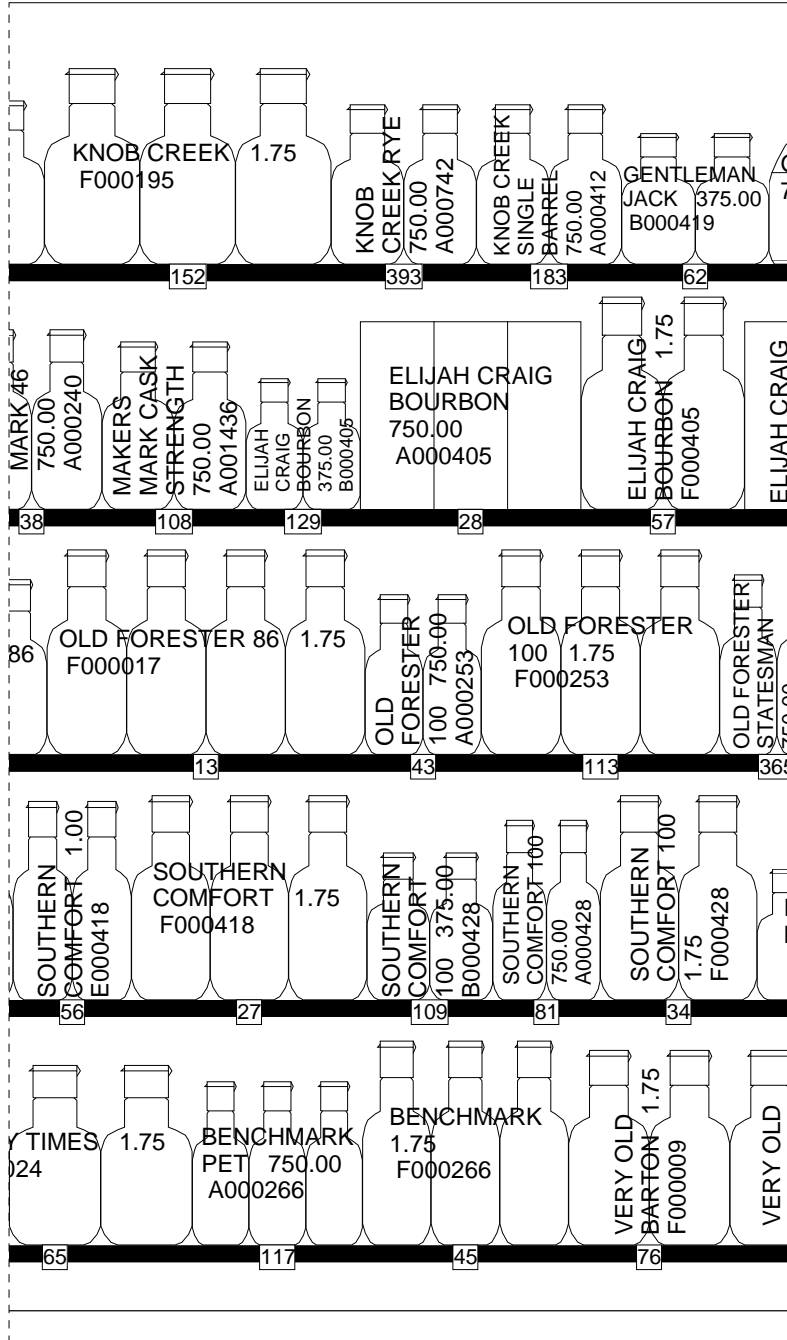 KNOB CREEK 1.75
F000195
KNOB
CREEK RYE
750.00
A000742
KNOB CREEK
SINGLE
BARREL
750.00
A000412
GENTLEMAN
JACK 375.00
B000419
152
393
183
62
MARK 46
750.00
A000240
MAKERS
MARK CASK
STRENGTH
750.00
A001436
ELIJAH
CRAIG
BOURBON
375.00
B000405
ELIJAH CRAIG
BOURBON
750.00
A000405
ELIJAH CRAIG
BOURBON 1.75
F000405
ELIJAH CRAIG
38
108
129
28
57
86
OLD FORESTER 86 1.75
F000017
OLD
FORESTER
100 750.00
A000253
OLD FORESTER
100 1.75
F000253
OLD FORESTER
STATESMAN
750.00
13
43
113
365
SOUTHERN
COMFORT 1.00
E000418
SOUTHERN
COMFORT 1.75
F000418
SOUTHERN
COMFORT
100 375.00
B000428
SOUTHERN
COMFORT 100
750.00
A000428
SOUTHERN
COMFORT 100
1.75
F000428
56
27
109
81
34
Y TIMES 1.75
024
BENCHMARK
PET 750.00
A000266
BENCHMARK
1.75
F000266
VERY OLD
BARTON 1.75
F000009
VERY OLD
65
117
45
76